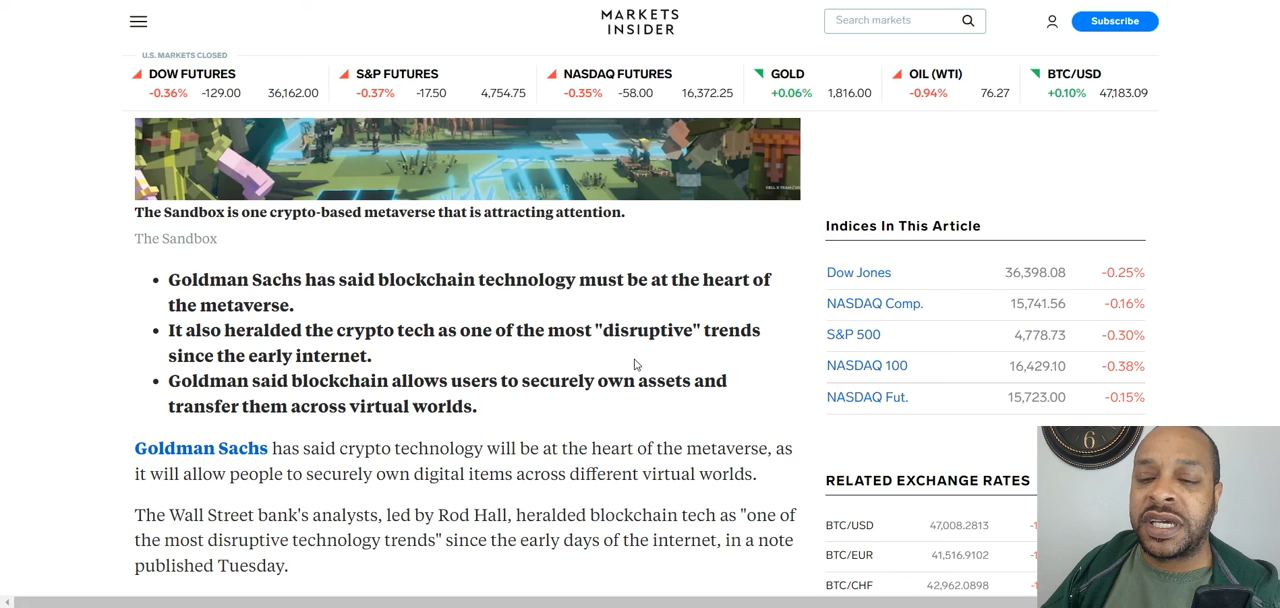 MARKETS
INSIDER
Search markets
Subscribe
U.S. MARKETS CLOSED
DOW FUTURES
-0.36% -129.00 36,162.00
S&P FUTURES
-0.37% -17.50 4,754.75
NASDAQ FUTURES
-0.35% -58.00 16,372.25
GOLD
+0.06% 1,816.00
OIL (WTI)
-0.94% 76.27
BTC/USD
+0.10% 47,183.09
The Sandbox is one crypto-based metaverse that is attracting attention.
The Sandbox
• Goldman Sachs has said blockchain technology must be at the heart of
the metaverse.
• It also heralded the crypto tech as one of the most "disruptive" trends
since the early internet.
• Goldman said blockchain allows users to securely own assets and
transfer them across virtual worlds.
Goldman Sachs has said crypto technology will be at the heart of the metaverse, as
it will allow people to securely own digital items across different virtual worlds.
The Wall Street bank's analysts, led by Rod Hall, heralded blockchain tech as "one of
the most disruptive technology trends" since the early days of the internet, in a note
published Tuesday.
Indices In This Article
Dow Jones 36,398.08 -0.25%
NASDAQ Comp. 15,741.56 -0.16%
S&P 500 4,778.73 -0.30%
NASDAQ 100 16,429.10 -0.38%
NASDAQ Fut. 15,723.00 -0.15%
RELATED EXCHANGE RATES
BTC/USD 47,008.2813
BTC/EUR 41,516.9102
BTC/CHF 42,962.0898
6